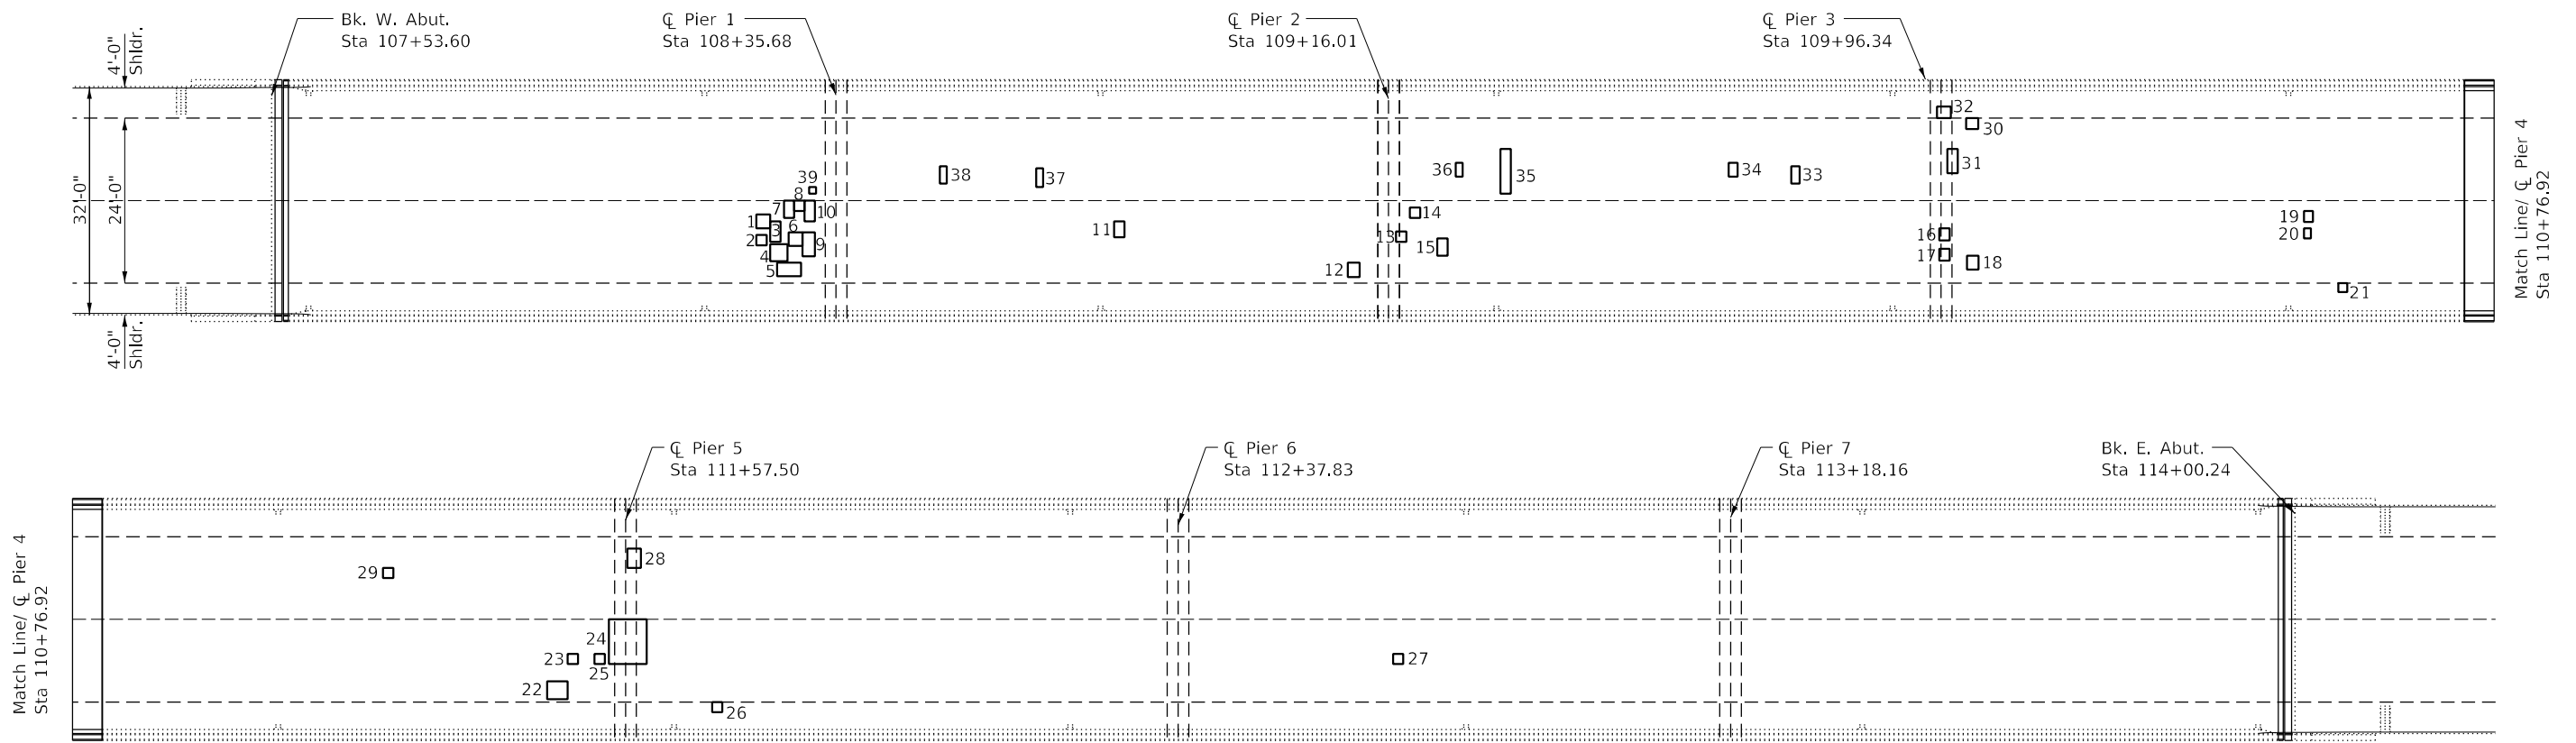 Bk. W. Abut.
Sta 107+53.60
℄ Pier 1
Sta 108+35.68
℄ Pier 2
Sta 109+16.01
℄ Pier 3
Sta 109+96.34
4'-0"
Shldr.
32'-0"
24'-0"
4'-0"
Shldr.
1
2
3
4
5
6
7
8
9
10
39
38
37
11
12
13
14
15
36
35
34
33
32
30
31
16
17
18
19
20
21
Match Line/ ℄ Pier 4
Sta 110+76.92
℄ Pier 5
Sta 111+57.50
℄ Pier 6
Sta 112+37.83
℄ Pier 7
Sta 113+18.16
Bk. E. Abut.
Sta 114+00.24
Match Line/ ℄ Pier 4
Sta 110+76.92
29
28
24
23
25
22
26
27